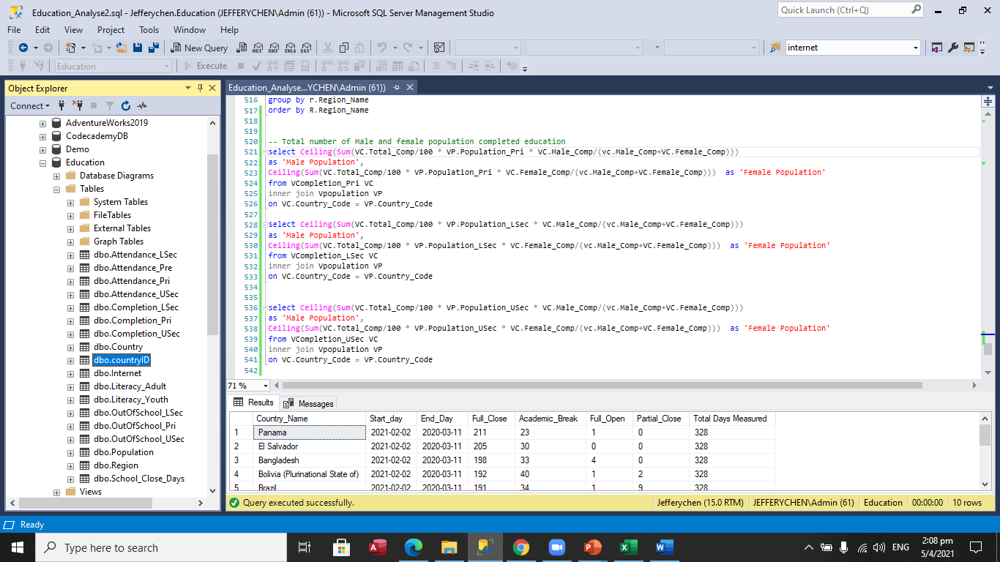 Education_Analyse2.sql - Jefferychen.Education (JEFFERYCHEN\Admin (61)) - Microsoft SQL Server Management Studio
Quick Launch (Ctrl+Q)
File Edit View Project Tools Window Help
New Query
MDX DMX XMLA DAX
internet
Education
Execute
Object Explorer
Connect
AdventureWorks2019
CodecademyDB
Demo
Education
Database Diagrams
Tables
System Tables
FileTables
External Tables
Graph Tables
dbo.Attendance_LSec
dbo.Attendance_Pre
dbo.Attendance_Pri
dbo.Attendance_USec
dbo.Completion_LSec
dbo.Completion_Pri
dbo.Completion_USec
dbo.Country
dbo.countryID
dbo.Internet
dbo.Literacy_Adult
dbo.Literacy_Youth
dbo.OutOfSchool_LSec
dbo.OutOfSchool_Pri
dbo.OutOfSchool_USec
dbo.Population
dbo.Region
dbo.School_Close_Days
Views
Education_Analyse...YCHEN\Admin (61))
516 group by r.Region_Name
517 order by R.Region_Name
518
519
520 -- Total number of Male and female population completed education
521 select Ceiling(Sum(VC.Total_Comp/100 * VP.Population_Pri * VC.Male_Comp/(vc.Male_Comp+VC.Female_Comp)))
522 as 'Male Population',
523 Ceiling(Sum(VC.Total_Comp/100 * VP.Population_Pri * VC.Female_Comp/(vc.Male_Comp+VC.Female_Comp))) as 'Female Population'
524 from VCompletion_Pri VC
525 inner join Vpopulation VP
526 on VC.Country_Code = VP.Country_Code
527
528 select Ceiling(Sum(VC.Total_Comp/100 * VP.Population_LSec * VC.Male_Comp/(vc.Male_Comp+VC.Female_Comp)))
529 as 'Male Population',
530 Ceiling(Sum(VC.Total_Comp/100 * VP.Population_LSec * VC.Female_Comp/(vc.Male_Comp+VC.Female_Comp))) as 'Female Population'
531 from VCompletion_LSec VC
532 inner join Vpopulation VP
533 on VC.Country_Code = VP.Country_Code
534
535
536 select Ceiling(Sum(VC.Total_Comp/100 * VP.Population_USec * VC.Male_Comp/(vc.Male_Comp+VC.Female_Comp)))
537 as 'Male Population',
538 Ceiling(Sum(VC.Total_Comp/100 * VP.Population_USec * VC.Female_Comp/(vc.Male_Comp+VC.Female_Comp))) as 'Female Population'
539 from VCompletion_USec VC
540 inner join Vpopulation VP
541 on VC.Country_Code = VP.Country_Code
542
71 %
Results Messages
Country_Name Start_day End_Day Full_Close Academic_Break Full_Open Partial_Close Total Days Measured
1 Panama 2021-02-02 2020-03-11 211 23 1 0 328
2 El Salvador 2021-02-02 2020-03-11 205 30 0 0 328
3 Bangladesh 2021-02-02 2020-03-11 198 33 4 0 328
4 Bolivia (Plurinational State of) 2021-02-02 2020-03-11 192 40 1 2 328
5 Brazil 2021-02-02 2020-03-11 191 34 1 9 328
Query executed successfully.
Jefferychen (15.0 RTM) JEFFERYCHEN\Admin (61) Education 00:00:00 10 rows
Ready
Type here to search
ENG
2:08 pm
5/4/2021